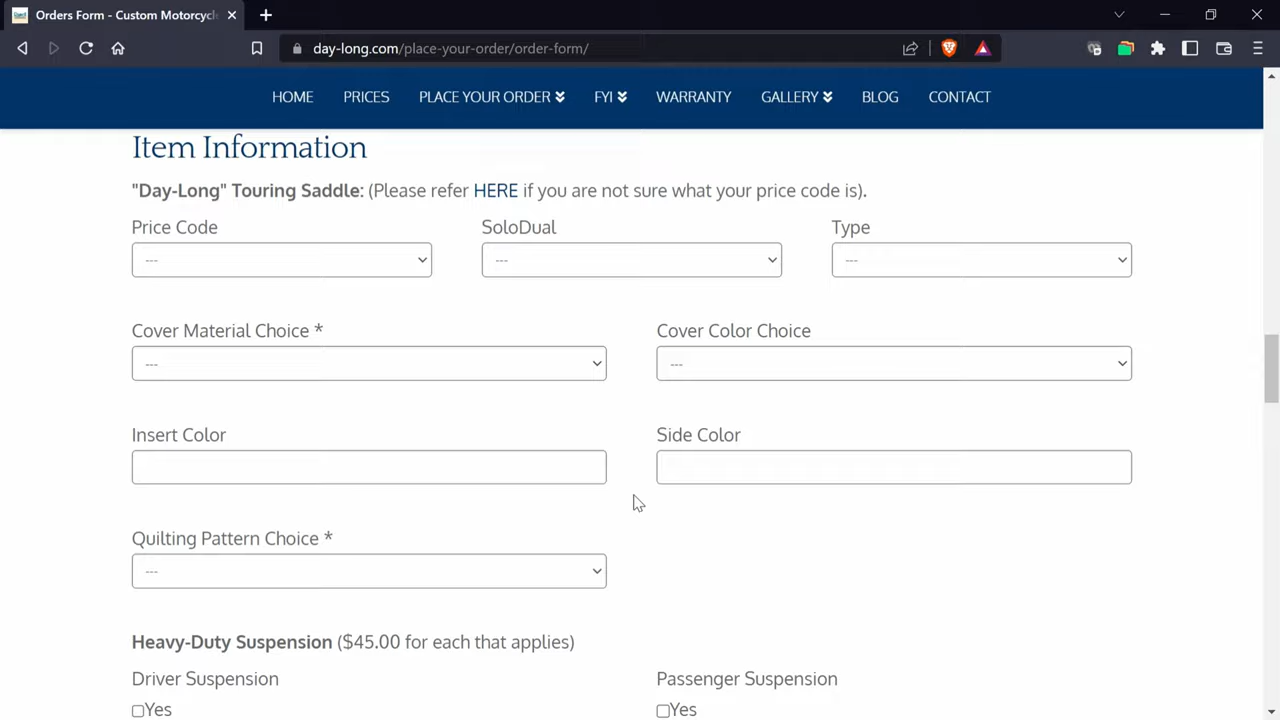 Orders Form - Custom Motorcycl
day-long.com/place-your-order/order-form/
HOME PRICES PLACE YOUR ORDER FYI WARRANTY GALLERY BLOG CONTACT
Item Information
"Day-Long" Touring Saddle: (Please refer HERE if you are not sure what your price code is).
Price Code SoloDual Type
--- --- ---
Cover Material Choice * Cover Color Choice
--- ---
Insert Color Side Color
Quilting Pattern Choice *
---
Heavy-Duty Suspension ($45.00 for each that applies)
Driver Suspension Passenger Suspension
Yes Yes